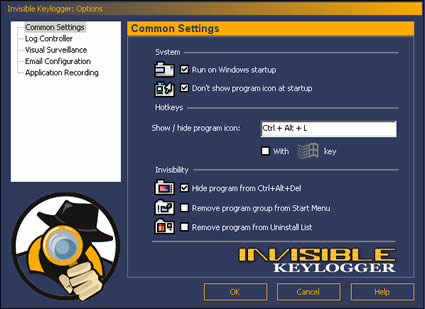 Invisible Keylogger: Options
Common Settings
Log Controller
Visual Surveillance
Email Configuration
Application Recording
Common Settings
System
Run on Windows startup
Don't show program icon at startup
Hotkeys
Show / hide program icon:
Ctrl + Alt + L
With key
Invisibility
Hide program from Ctrl+Alt+Del
Remove program group from Start Menu
Remove program from Uninstall List
INVISIBLE
KEYLOGGER
OK
Cancel
Help